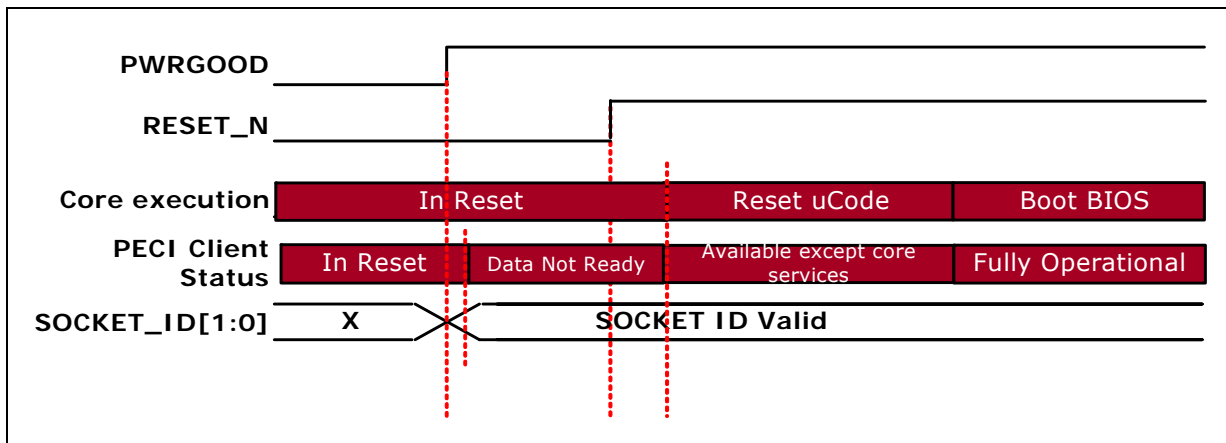 PWRGOOD
RESET_N
Core execution In Reset Reset uCode Boot BIOS
PECI Client
Status
In Reset Data Not Ready
Available except core
services
Fully Operational
SOCKET_ID[1:0] X SOCKET ID Valid